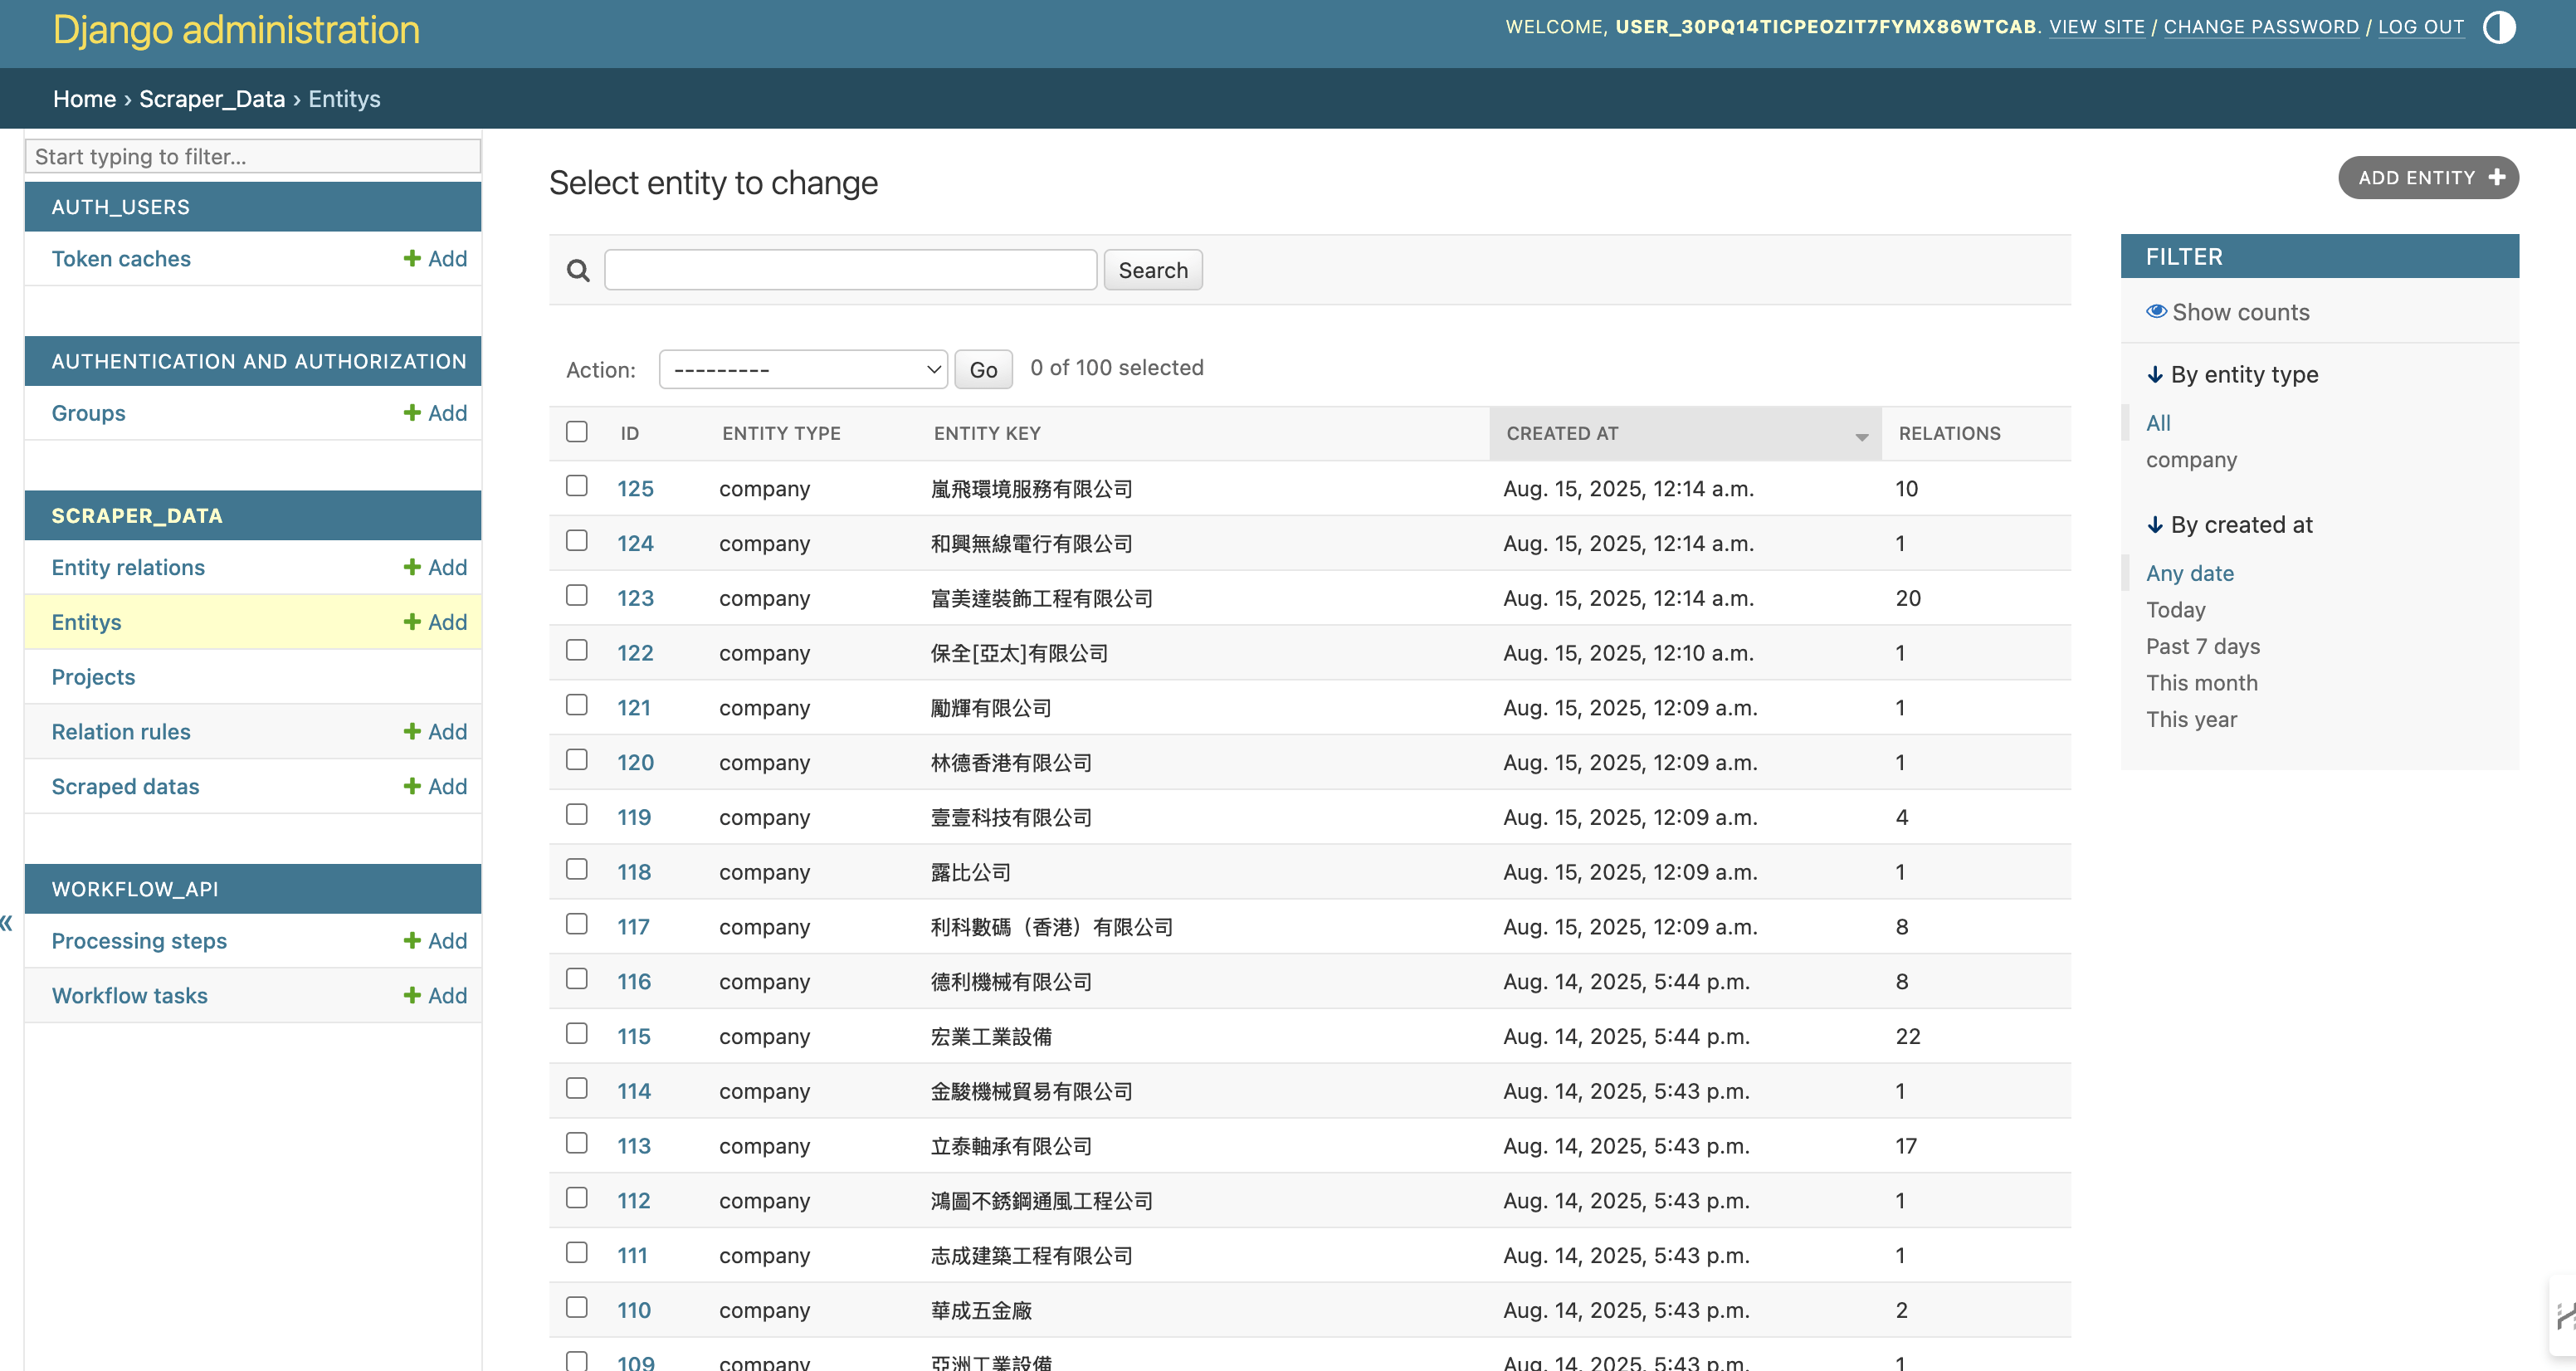 Django administration
WELCOME, USER_30PQ14TICPEOZIT7FYMX86WTCAB. VIEW SITE / CHANGE PASSWORD / LOG OUT
Home › Scraper_Data › Entitys
Start typing to filter...
AUTH_USERS
Token caches + Add
AUTHENTICATION AND AUTHORIZATION
Groups + Add
SCRAPER_DATA
Entity relations + Add
Entitys + Add
Projects
Relation rules + Add
Scraped datas + Add
WORKFLOW_API
Processing steps + Add
Workflow tasks + Add
«
Select entity to change
ADD ENTITY +
Search
Action: --------- Go 0 of 100 selected
ID ENTITY TYPE ENTITY KEY CREATED AT RELATIONS
125 company 嵐飛環境服務有限公司 Aug. 15, 2025, 12:14 a.m. 10
124 company 和興無線電行有限公司 Aug. 15, 2025, 12:14 a.m. 1
123 company 富美達裝飾工程有限公司 Aug. 15, 2025, 12:14 a.m. 20
122 company 保全[亞太]有限公司 Aug. 15, 2025, 12:10 a.m. 1
121 company 勵輝有限公司 Aug. 15, 2025, 12:09 a.m. 1
120 company 林德香港有限公司 Aug. 15, 2025, 12:09 a.m. 1
119 company 壹壹科技有限公司 Aug. 15, 2025, 12:09 a.m. 4
118 company 露比公司 Aug. 15, 2025, 12:09 a.m. 1
117 company 利科數碼（香港）有限公司 Aug. 15, 2025, 12:09 a.m. 8
116 company 德利機械有限公司 Aug. 14, 2025, 5:44 p.m. 8
115 company 宏業工業設備 Aug. 14, 2025, 5:44 p.m. 22
114 company 金駿機械貿易有限公司 Aug. 14, 2025, 5:43 p.m. 1
113 company 立泰軸承有限公司 Aug. 14, 2025, 5:43 p.m. 17
112 company 鴻圖不銹鋼通風工程公司 Aug. 14, 2025, 5:43 p.m. 1
111 company 志成建築工程有限公司 Aug. 14, 2025, 5:43 p.m. 1
110 company 華成五金廠 Aug. 14, 2025, 5:43 p.m. 2
109 company 亞洲工業設備 Aug. 14, 2025, 5:43 p.m. 1
FILTER
Show counts
↓ By entity type
All
company
↓ By created at
Any date
Today
Past 7 days
This month
This year